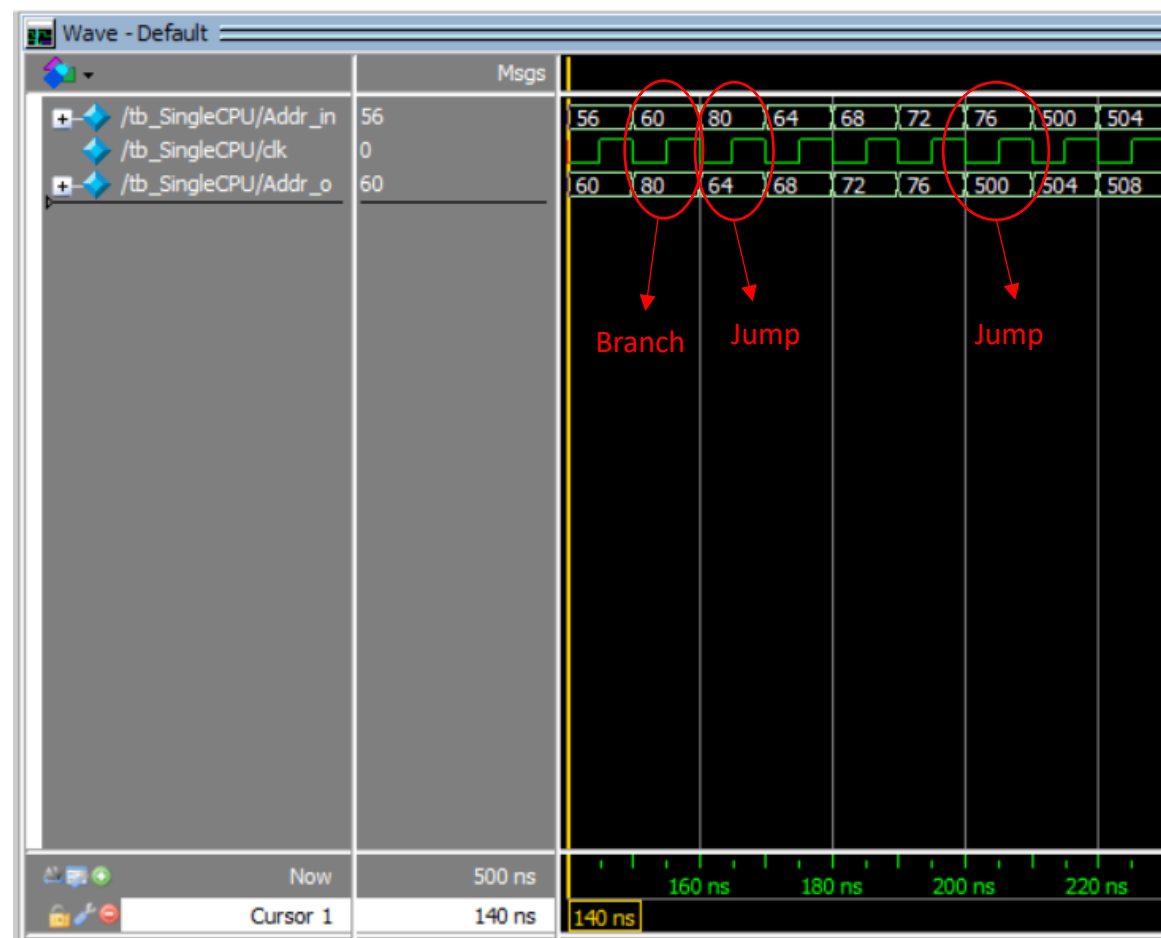 Wave - Default
Msgs
/tb_SingleCPU/Addr_in 56 56 60 80 64 68 72 76 500 504
/tb_SingleCPU/clk 0
/tb_SingleCPU/Addr_o 60 60 80 64 68 72 76 500 504 508
Branch Jump Jump
Now 500 ns 160 ns 180 ns 200 ns 220 ns
Cursor 1 140 ns 140 ns